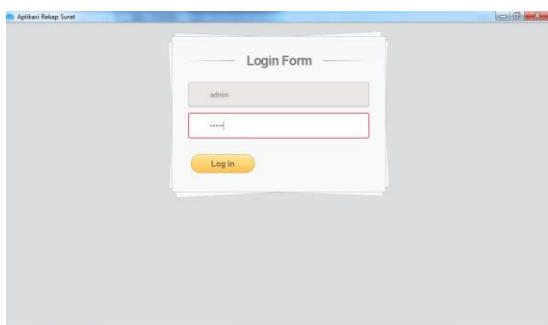 Aplikasi Rekap Surat
Login Form
admin
•••••
Log in